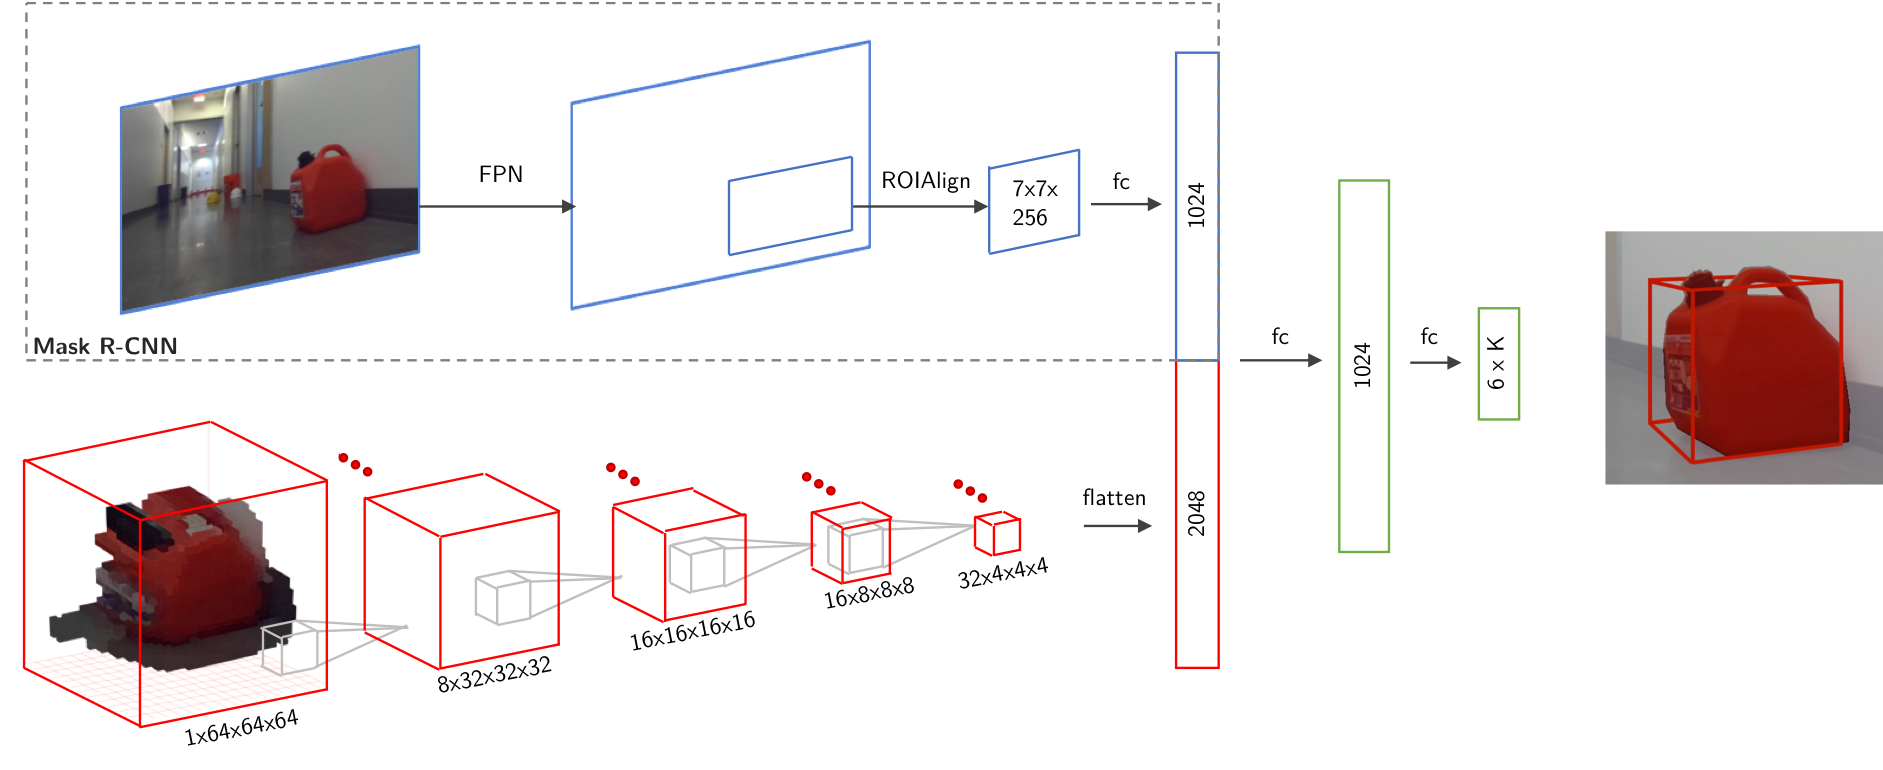 FPN
ROIAlign
7x7x
256
fc
1024
Mask R-CNN
fc
1024
fc
6 x K
1x64x64x64
8x32x32x32
16x16x16x16
16x8x8x8
32x4x4x4
flatten
2048